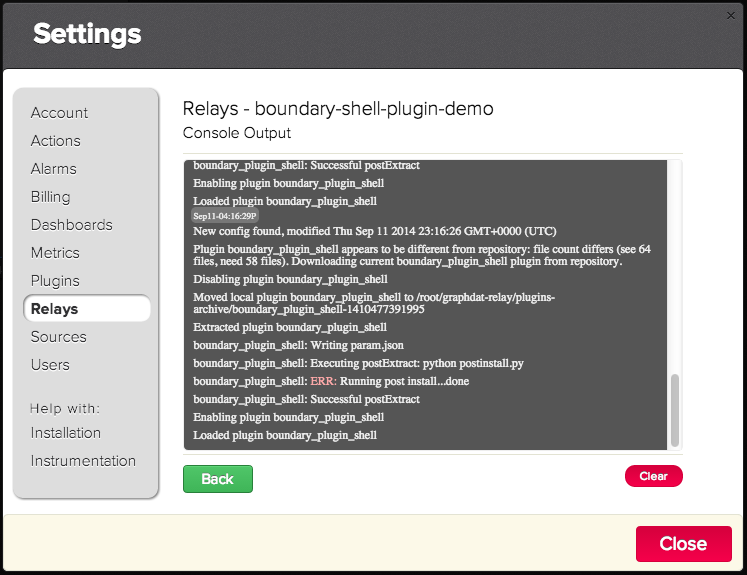 Settings
×
Account
Actions
Alarms
Billing
Dashboards
Metrics
Plugins
Relays
Sources
Users
Help with:
Installation
Instrumentation
Relays - boundary-shell-plugin-demo
Console Output
boundary_plugin_shell: Successful postExtract
Enabling plugin boundary_plugin_shell
Loaded plugin boundary_plugin_shell
Sep11-04:16:29P
New config found, modified Thu Sep 11 2014 23:16:26 GMT+0000 (UTC)
Plugin boundary_plugin_shell appears to be different from repository: file count differs (see 64
files, need 58 files). Downloading current boundary_plugin_shell plugin from repository.
Disabling plugin boundary_plugin_shell
Moved local plugin boundary_plugin_shell to /root/graphdat-relay/plugins-
archive/boundary_plugin_shell-1410477391995
Extracted plugin boundary_plugin_shell
boundary_plugin_shell: Writing param.json
boundary_plugin_shell: Executing postExtract: python postinstall.py
boundary_plugin_shell: ERR: Running post install...done
boundary_plugin_shell: Successful postExtract
Enabling plugin boundary_plugin_shell
Loaded plugin boundary_plugin_shell
Back
Clear
Close